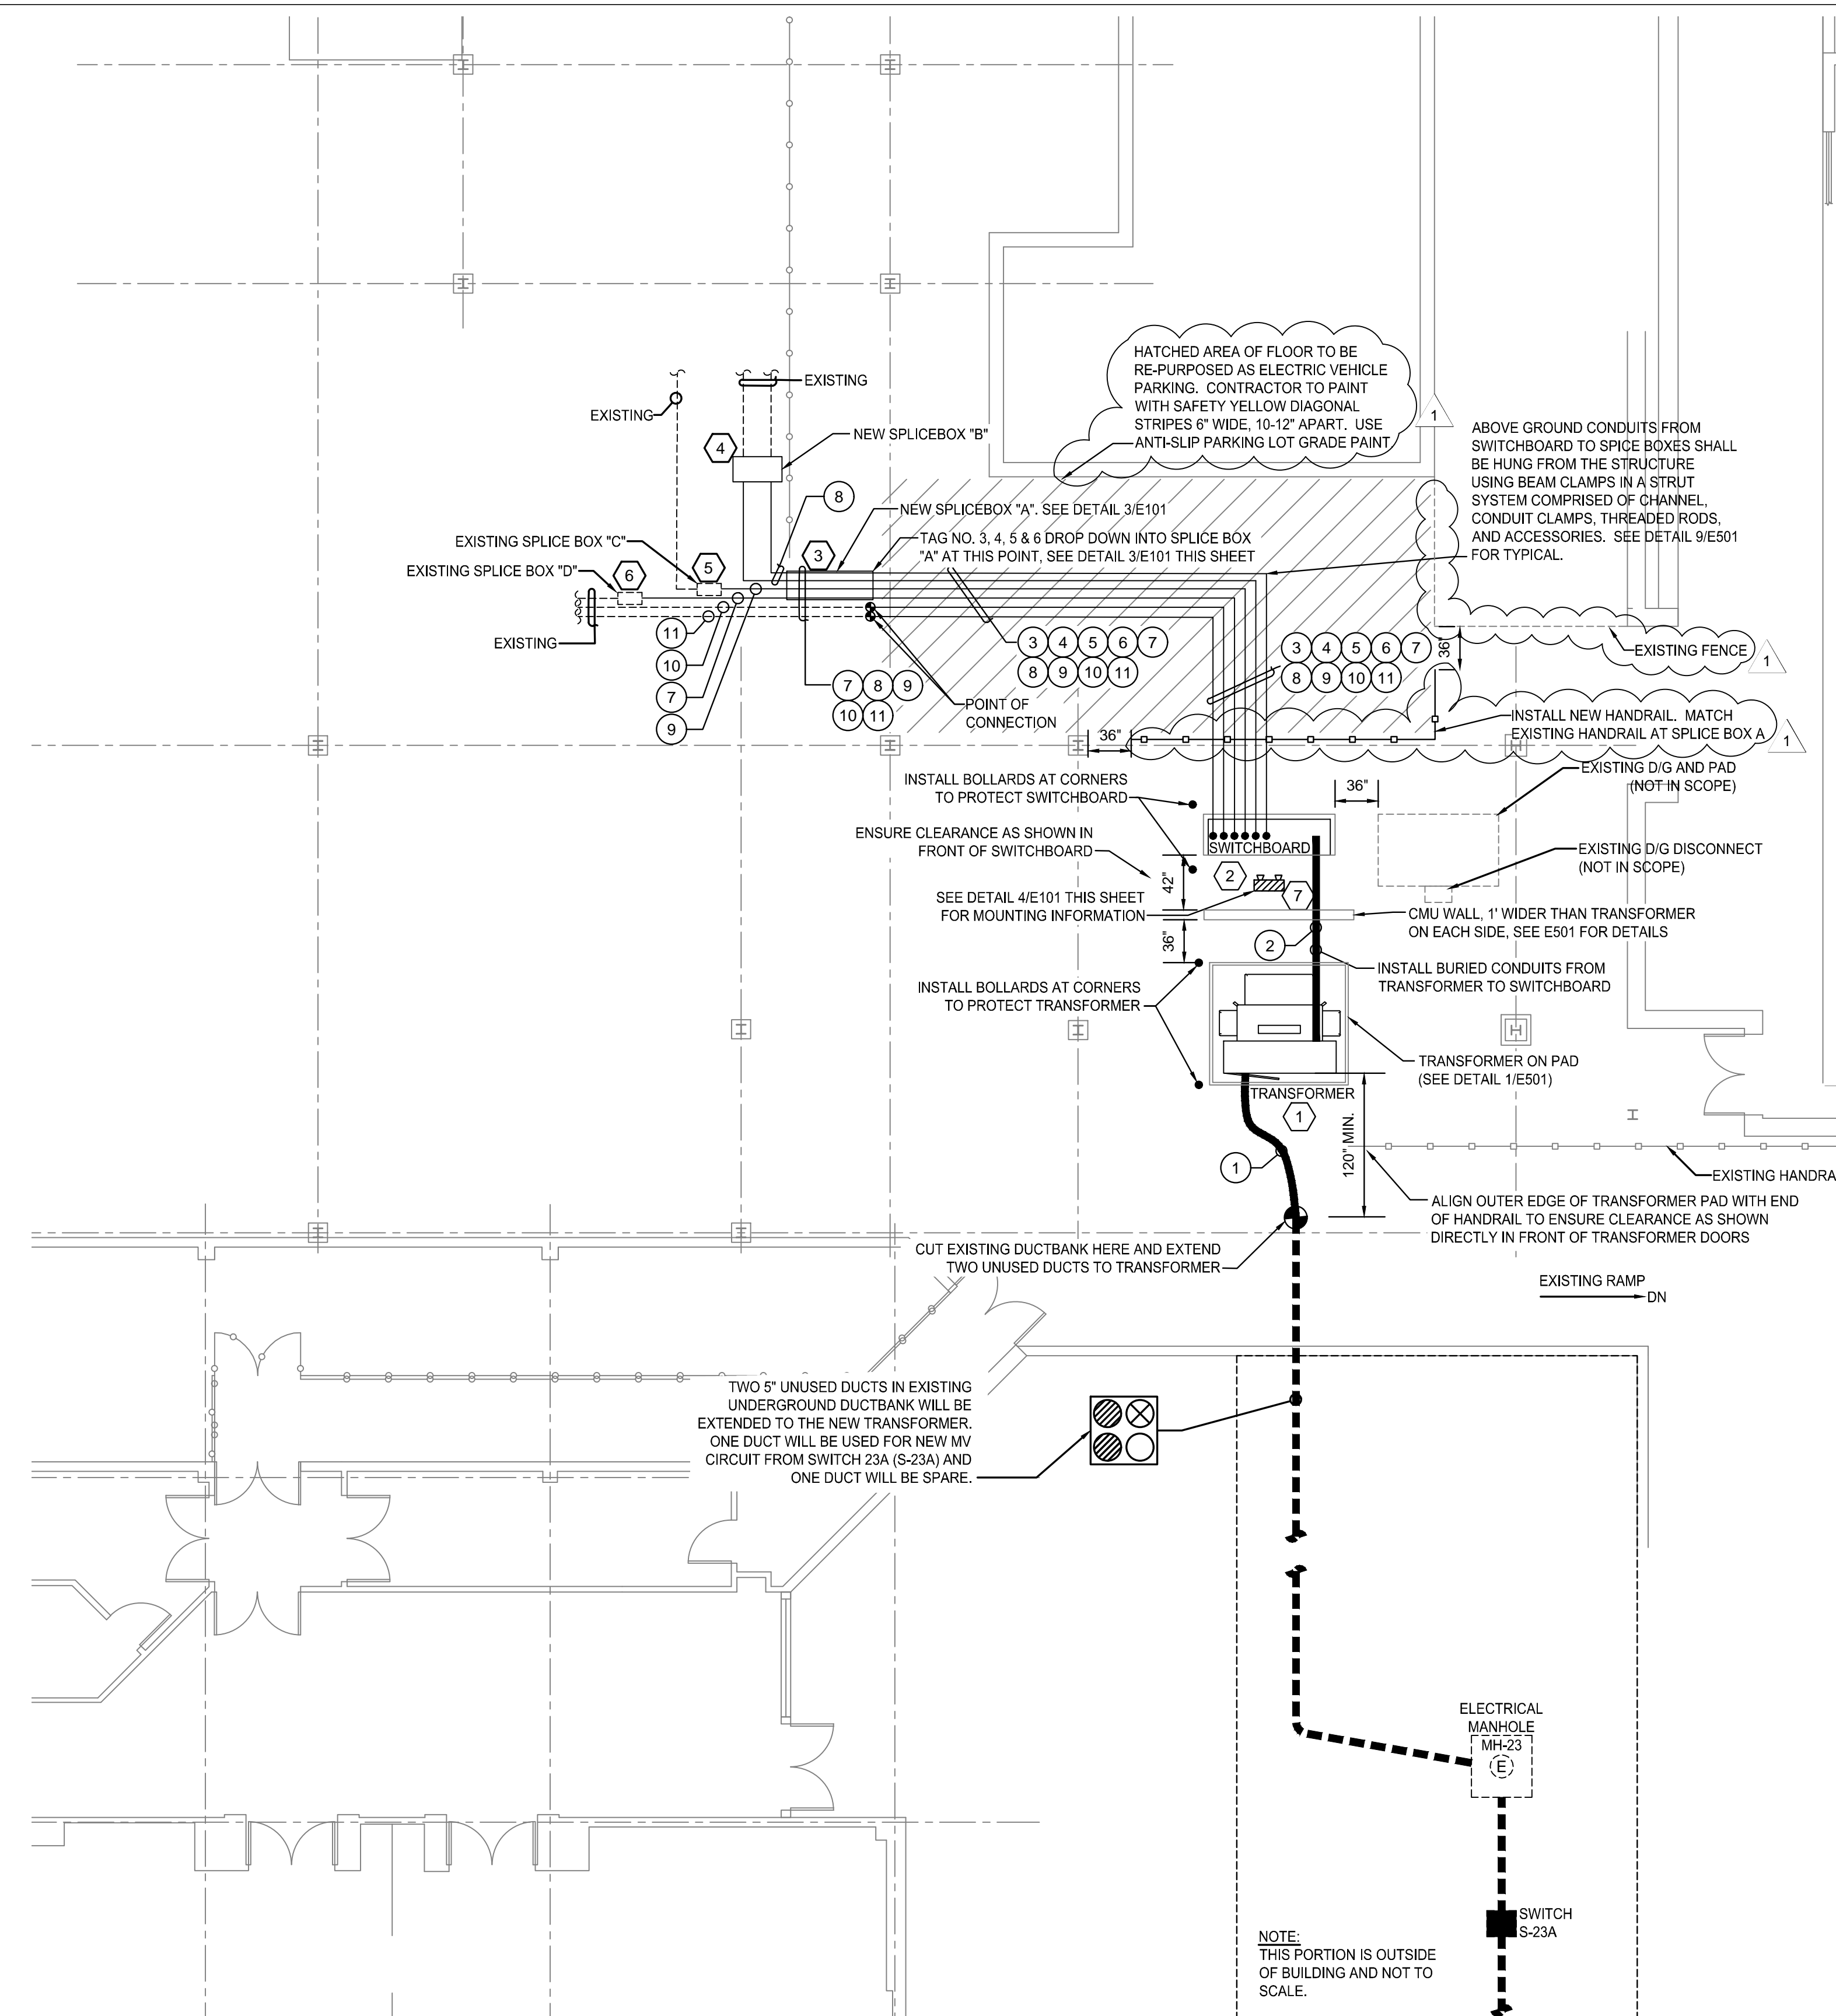 HATCHED AREA OF FLOOR TO BE
RE-PURPOSED AS ELECTRIC VEHICLE
PARKING. CONTRACTOR TO PAINT
WITH SAFETY YELLOW DIAGONAL
STRIPES 6" WIDE, 10-12" APART. USE
ANTI-SLIP PARKING LOT GRADE PAINT
1
EXISTING
EXISTING
4
NEW SPLICEBOX "B"
ABOVE GROUND CONDUITS FROM
SWITCHBOARD TO SPICE BOXES SHALL
BE HUNG FROM THE STRUCTURE
USING BEAM CLAMPS IN A STRUT
SYSTEM COMPRISED OF CHANNEL,
CONDUIT CLAMPS, THREADED RODS,
AND ACCESSORIES. SEE DETAIL 9/E501
FOR TYPICAL.
8
NEW SPLICEBOX "A". SEE DETAIL 3/E101
TAG NO. 3, 4, 5 & 6 DROP DOWN INTO SPLICE BOX
"A" AT THIS POINT, SEE DETAIL 3/E101 THIS SHEET
EXISTING SPLICE BOX "C"
5
3
EXISTING SPLICE BOX "D"
6
EXISTING
11
10
7
9
7 8 9
10 11
POINT OF
CONNECTION
3 4 5 6 7
8 9 10 11
3 4 5 6 7
8 9 10 11
36"
EXISTING FENCE
1
INSTALL NEW HANDRAIL. MATCH
EXISTING HANDRAIL AT SPLICE BOX A
1
36"
INSTALL BOLLARDS AT CORNERS
TO PROTECT SWITCHBOARD
36"
EXISTING D/G AND PAD
(NOT IN SCOPE)
ENSURE CLEARANCE AS SHOWN IN
FRONT OF SWITCHBOARD
SWITCHBOARD
EXISTING D/G DISCONNECT
(NOT IN SCOPE)
42"
2
7
SEE DETAIL 4/E101 THIS SHEET
FOR MOUNTING INFORMATION
CMU WALL, 1' WIDER THAN TRANSFORMER
ON EACH SIDE, SEE E501 FOR DETAILS
36"
2
INSTALL BURIED CONDUITS FROM
TRANSFORMER TO SWITCHBOARD
INSTALL BOLLARDS AT CORNERS
TO PROTECT TRANSFORMER
TRANSFORMER ON PAD
(SEE DETAIL 1/E501)
TRANSFORMER
1
120" MIN.
1
EXISTING HANDRA
ALIGN OUTER EDGE OF TRANSFORMER PAD WITH END
OF HANDRAIL TO ENSURE CLEARANCE AS SHOWN
DIRECTLY IN FRONT OF TRANSFORMER DOORS
CUT EXISTING DUCTBANK HERE AND EXTEND
TWO UNUSED DUCTS TO TRANSFORMER
EXISTING RAMP
DN
TWO 5" UNUSED DUCTS IN EXISTING
UNDERGROUND DUCTBANK WILL BE
EXTENDED TO THE NEW TRANSFORMER.
ONE DUCT WILL BE USED FOR NEW MV
CIRCUIT FROM SWITCH 23A (S-23A) AND
ONE DUCT WILL BE SPARE.
ELECTRICAL
MANHOLE
MH-23
E
SWITCH
S-23A
NOTE:
THIS PORTION IS OUTSIDE
OF BUILDING AND NOT TO
SCALE.